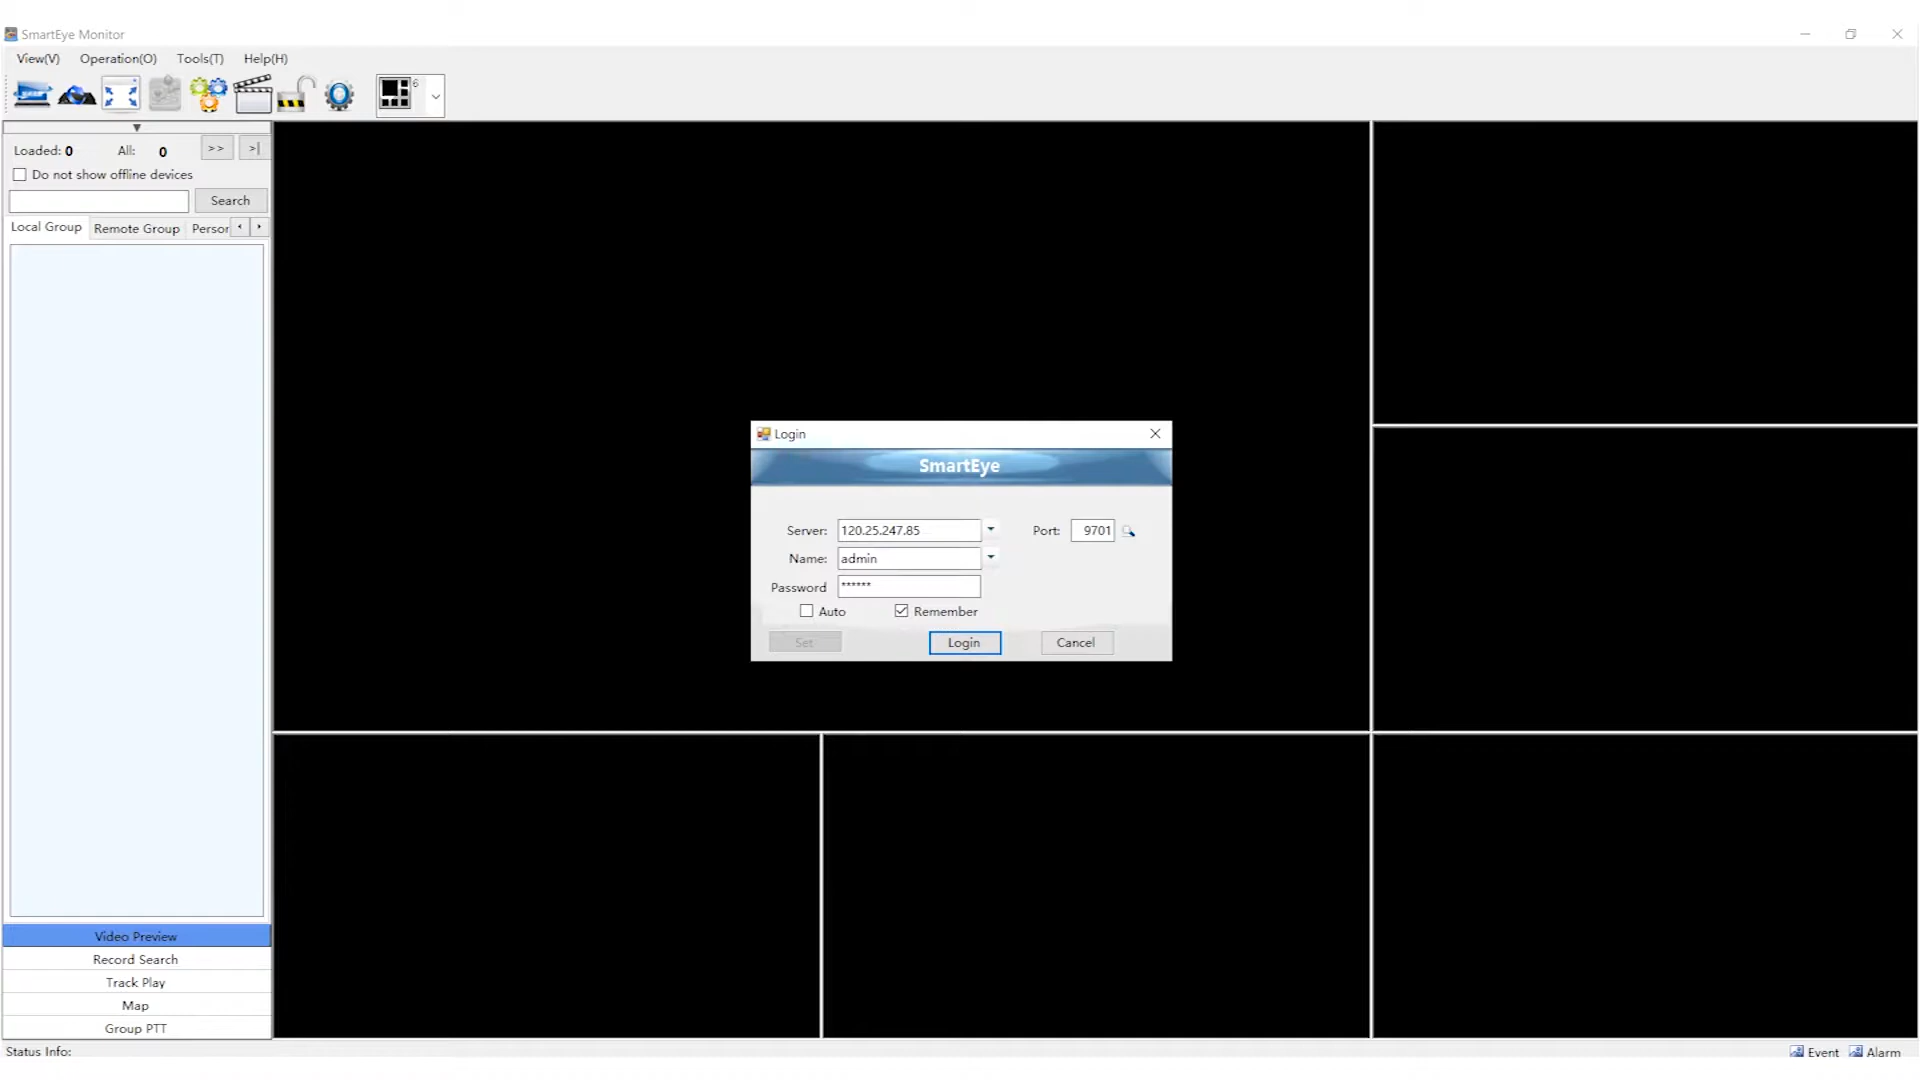 SmartEye Monitor
View(V) Operation(O) Tools(T) Help(H)
6
Loaded: 0 All: 0 >> >|
Do not show offline devices
Search
Local Group Remote Group Persor
Login
SmartEye
Server: 120.25.247.85 Port: 9701
Name: admin
Password ******
Auto Remember
Set Login Cancel
Video Preview
Record Search
Track Play
Map
Group PTT
Status Info: Event Alarm